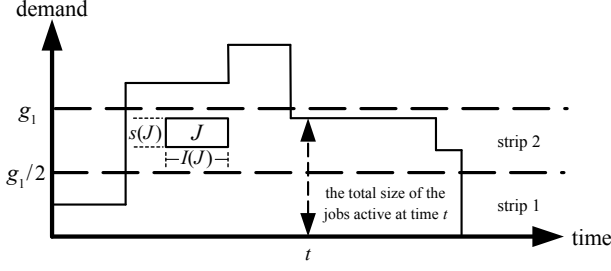 demand
g₁
s(J)
J
I(J)
strip 2
g₁/2
the total size of the
jobs active at time t
strip 1
time
t